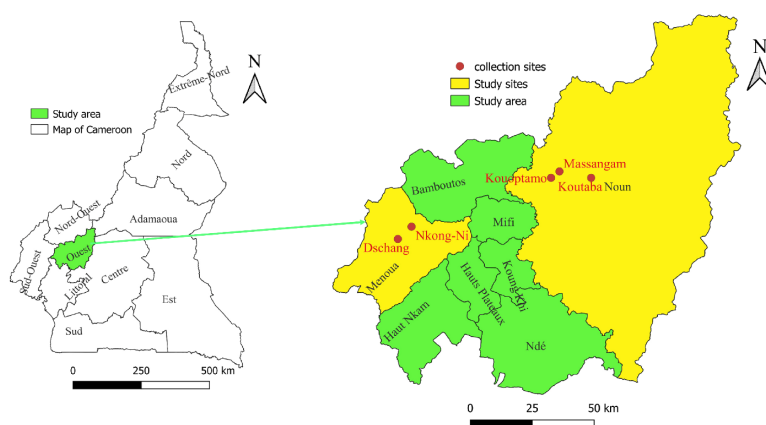 N
Extrême-Nord
Study area
Map of Cameroon
Nord
Adamaoua
Nord-Ouest
Sud-Ouest
Ouest
Littoral
Centre
Est
Sud
0 250 500 km
N
collection sites
Study sites
Study area
Bamboutos
Massangam
Kouoptamo
Koutaba
Noun
Mifi
Nkong-Ni
Dschang
Menoua
Koung-Khi
Hauts Plateaux
Haut Nkam
Ndé
0 25 50 km